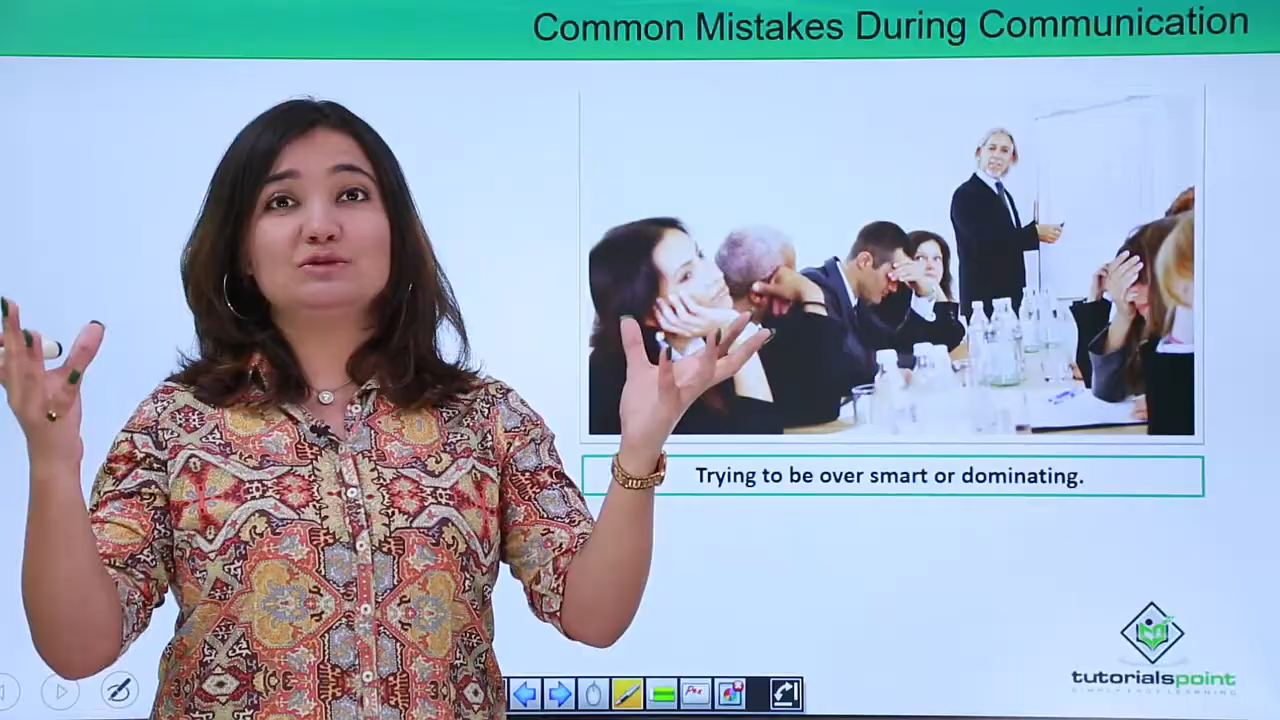 Common Mistakes During Communication
Trying to be over smart or dominating.
tutorialspoint
SIMPLY EASY LEARNING